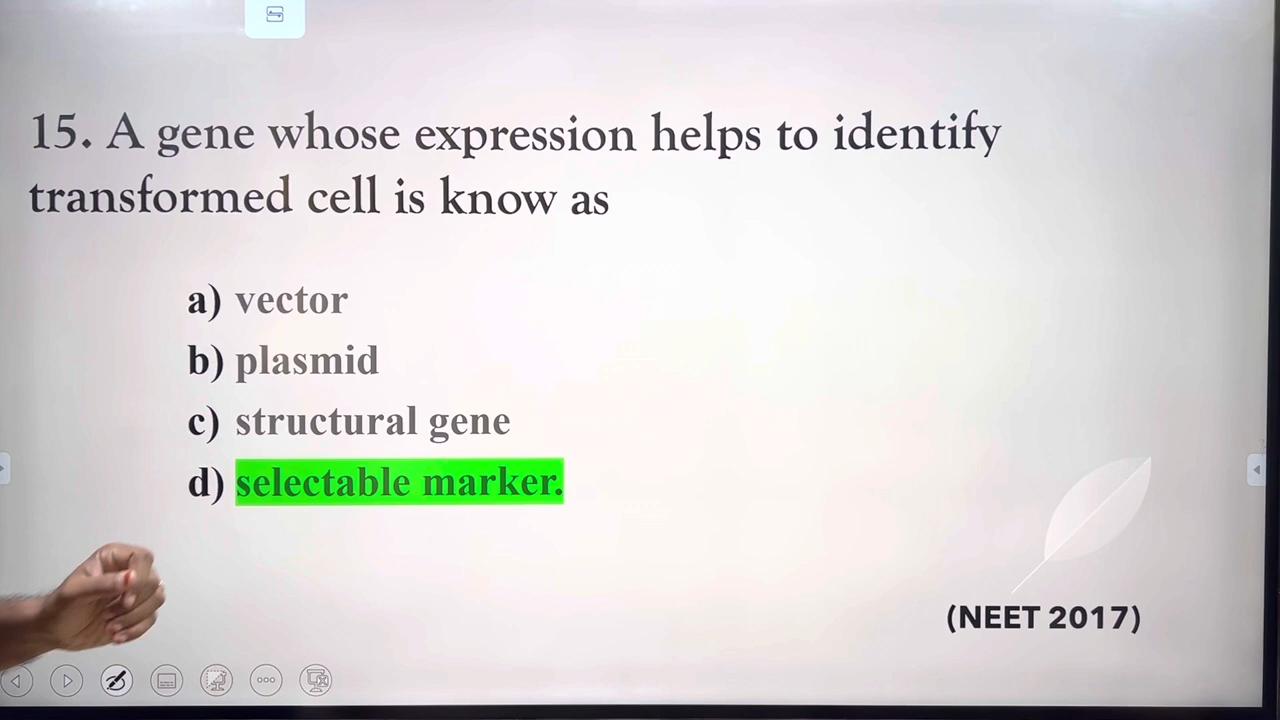 15. A gene whose expression helps to identify
transformed cell is know as
a) vector
b) plasmid
c) structural gene
d) selectable marker.
(NEET 2017)